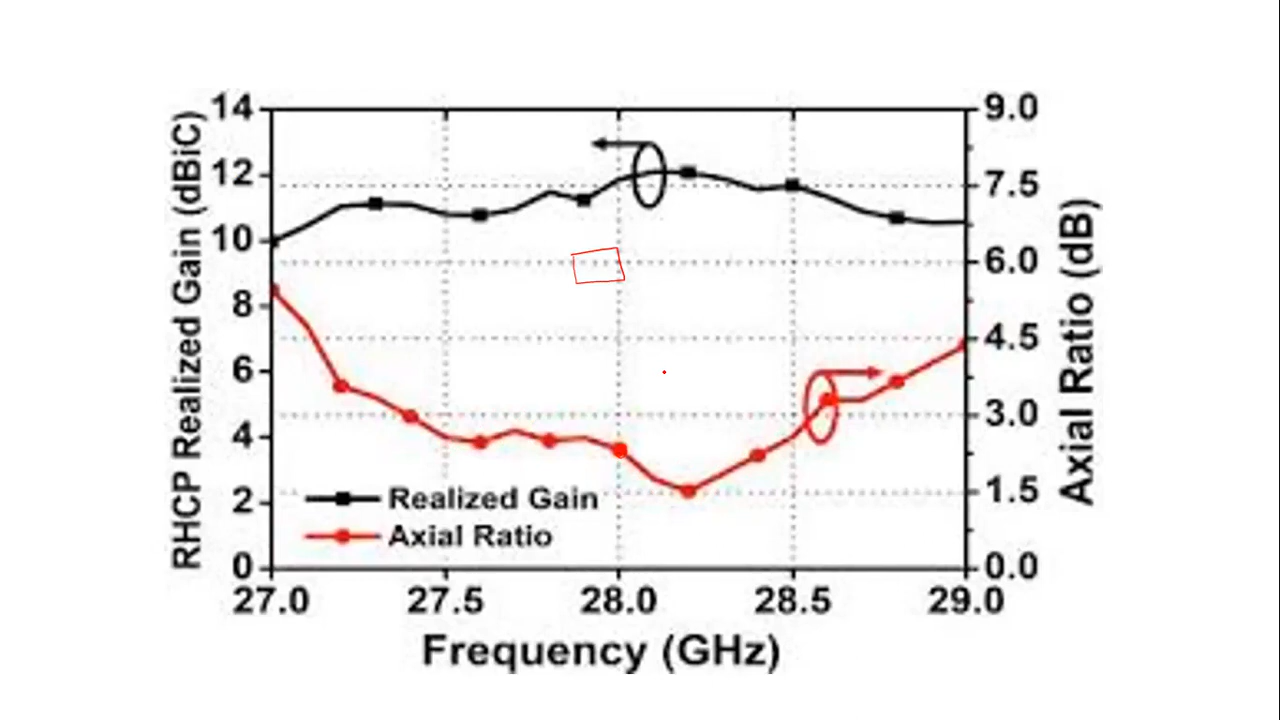 RHCP Realized Gain (dBiC)
14
12
10
8
6
4
2
0
9.0
7.5
6.0
4.5
3.0
1.5
0.0
Axial Ratio (dB)
Realized Gain
Axial Ratio
27.0 27.5 28.0 28.5 29.0
Frequency (GHz)